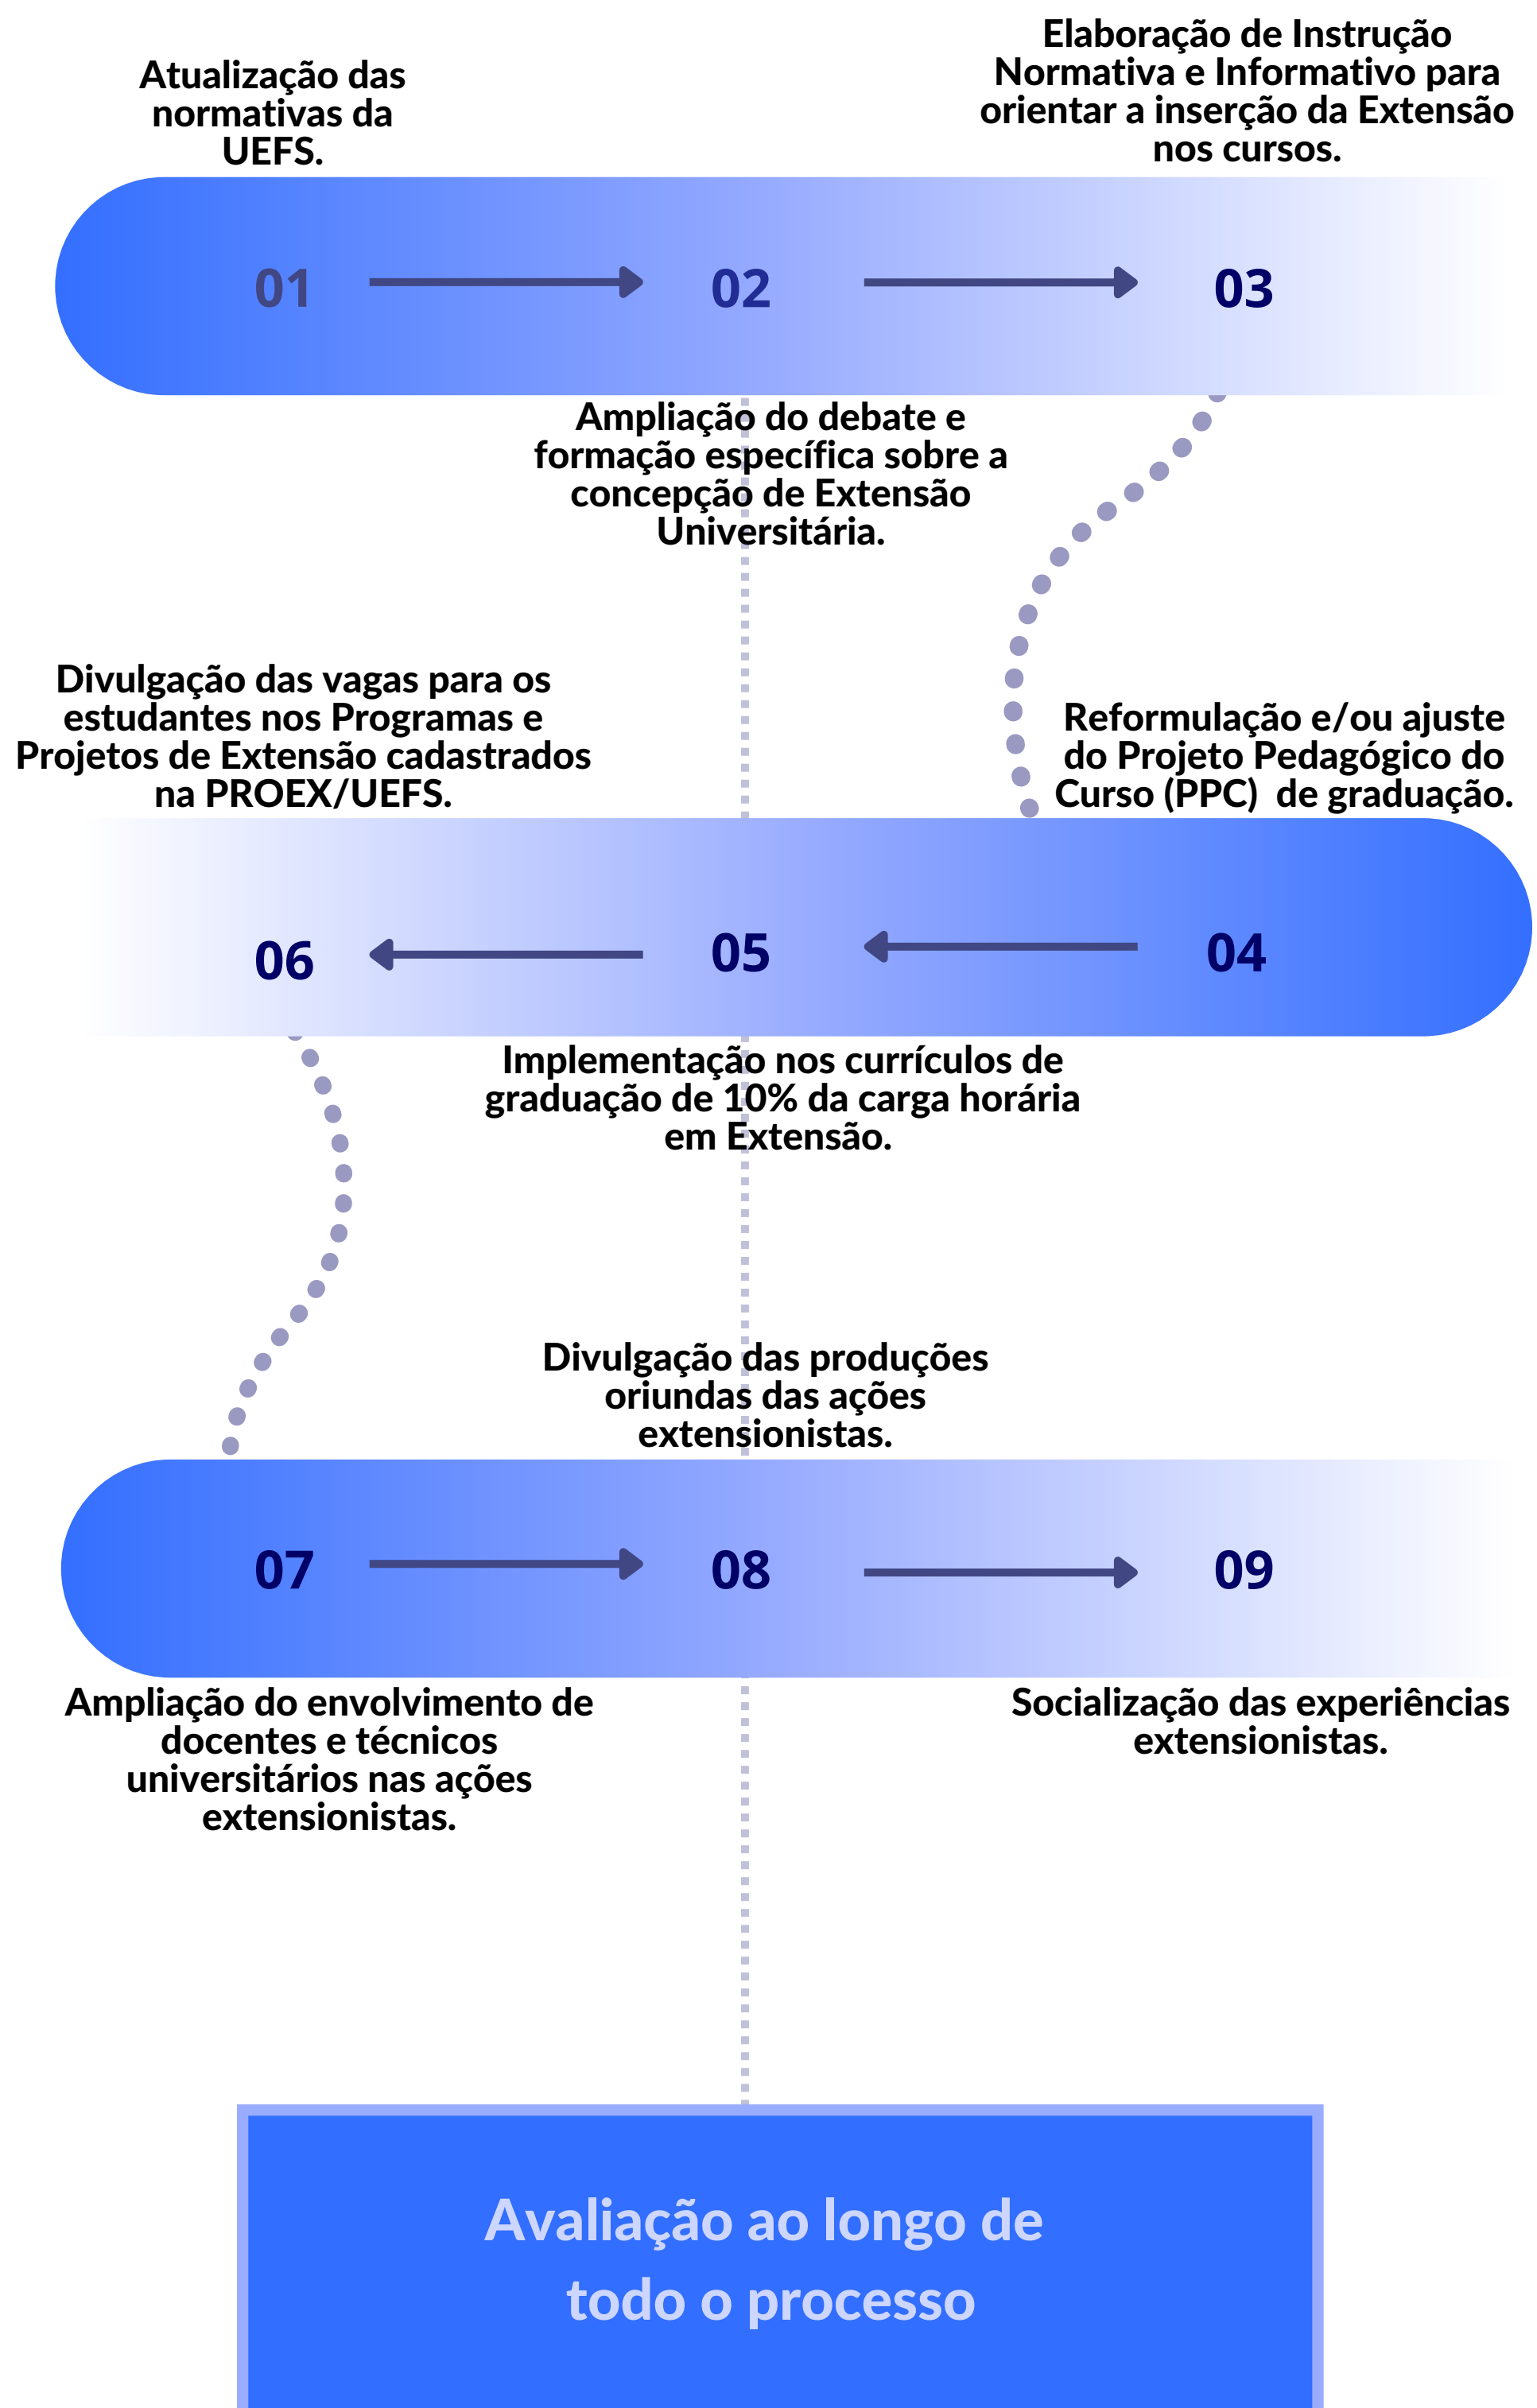 Atualização das
normativas da
UEFS.
Elaboração de Instrução
Normativa e Informativo para
orientar a inserção da Extensão
nos cursos.
01
02
03
Ampliação do debate e
formação específica sobre a
concepção de Extensão
Universitária.
Divulgação das vagas para os
estudantes nos Programas e
Projetos de Extensão cadastrados
na PROEX/UEFS.
Reformulação e/ou ajuste
do Projeto Pedagógico do
Curso (PPC)  de graduação.
06
05
04
Implementação nos currículos de
graduação de 10% da carga horária
em Extensão.
Divulgação das produções
oriundas das ações
extensionistas.
07
08
09
Ampliação do envolvimento de
docentes e técnicos
universitários nas ações
extensionistas.
Socialização das experiências
extensionistas.
Avaliação ao longo de
todo o processo